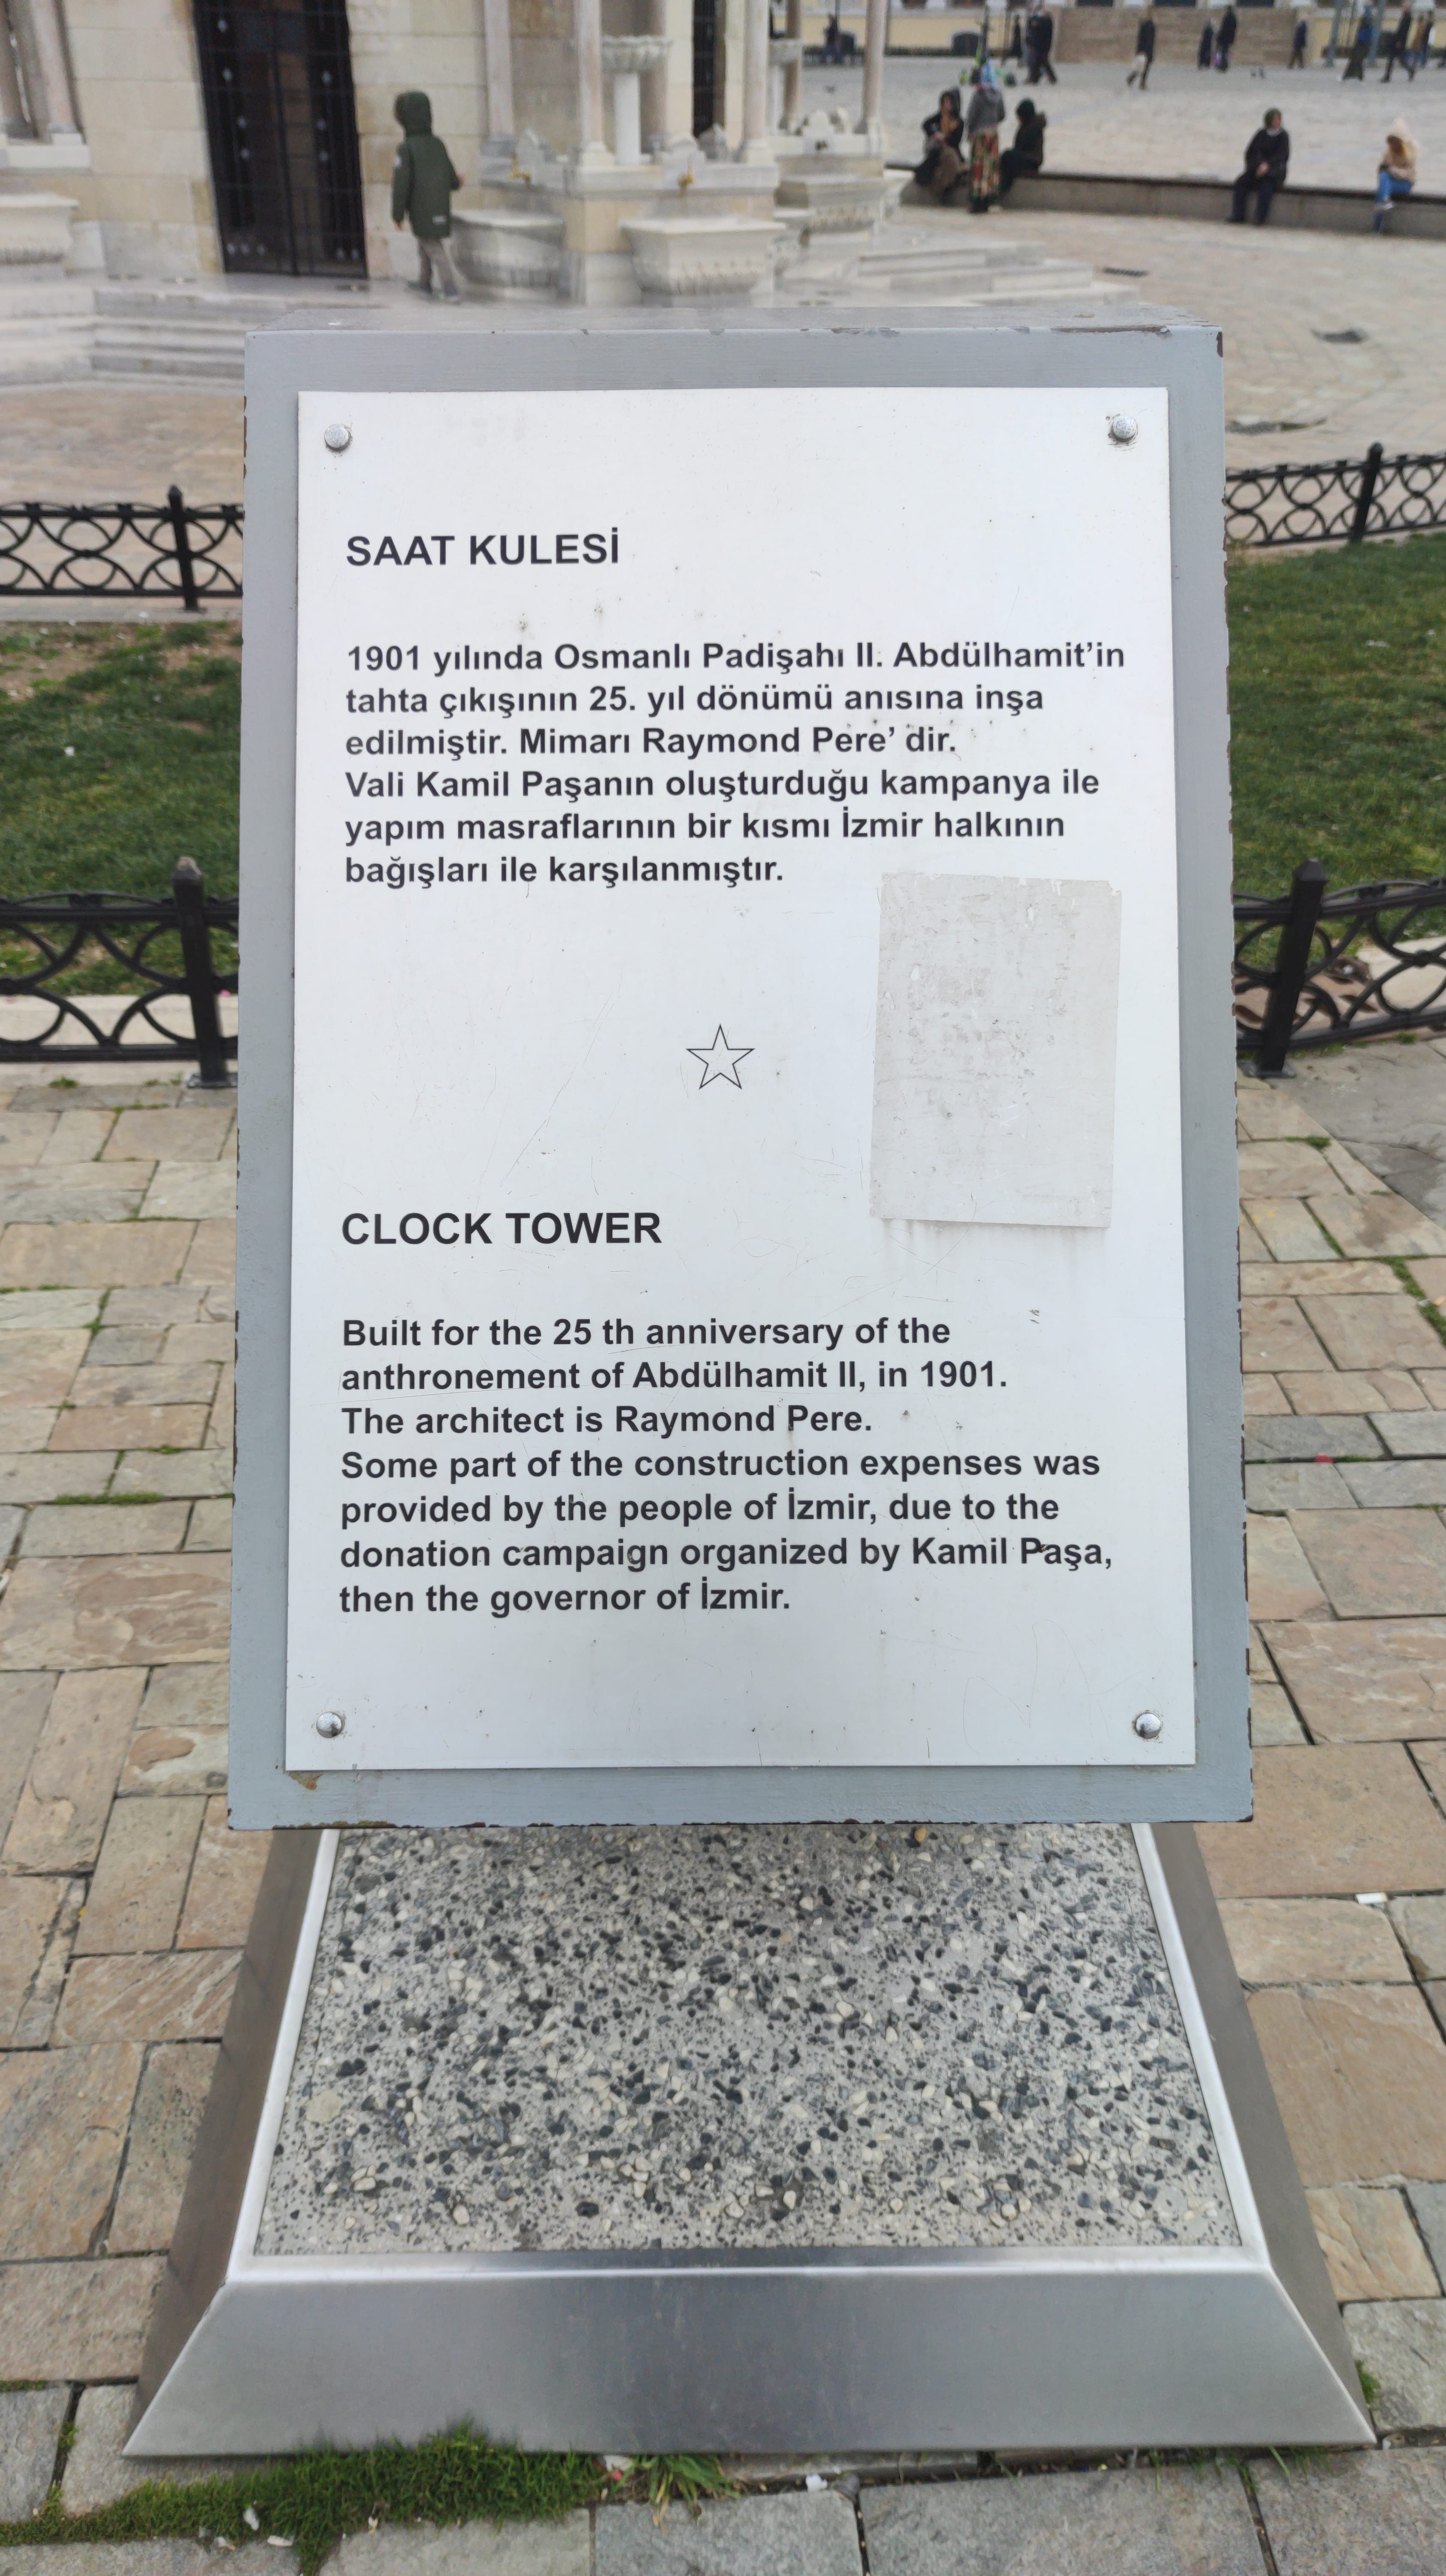 SAAT KULESİ
1901 yılında Osmanlı Padişahı II. Abdülhamit’in
tahta çıkışının 25. yıl dönümü anısına inşa
edilmiştir. Mimarı Raymond Pere’ dir.
Vali Kamil Paşanın oluşturduğu kampanya ile
yapım masraflarının bir kısmı İzmir halkının
bağışları ile karşılanmıştır.
CLOCK TOWER
Built for the 25 th anniversary of the
anthronement of Abdülhamit II, in 1901.
The architect is Raymond Pere.
Some part of the construction expenses was
provided by the people of İzmir, due to the
donation campaign organized by Kamil Paşa,
then the governor of İzmir.